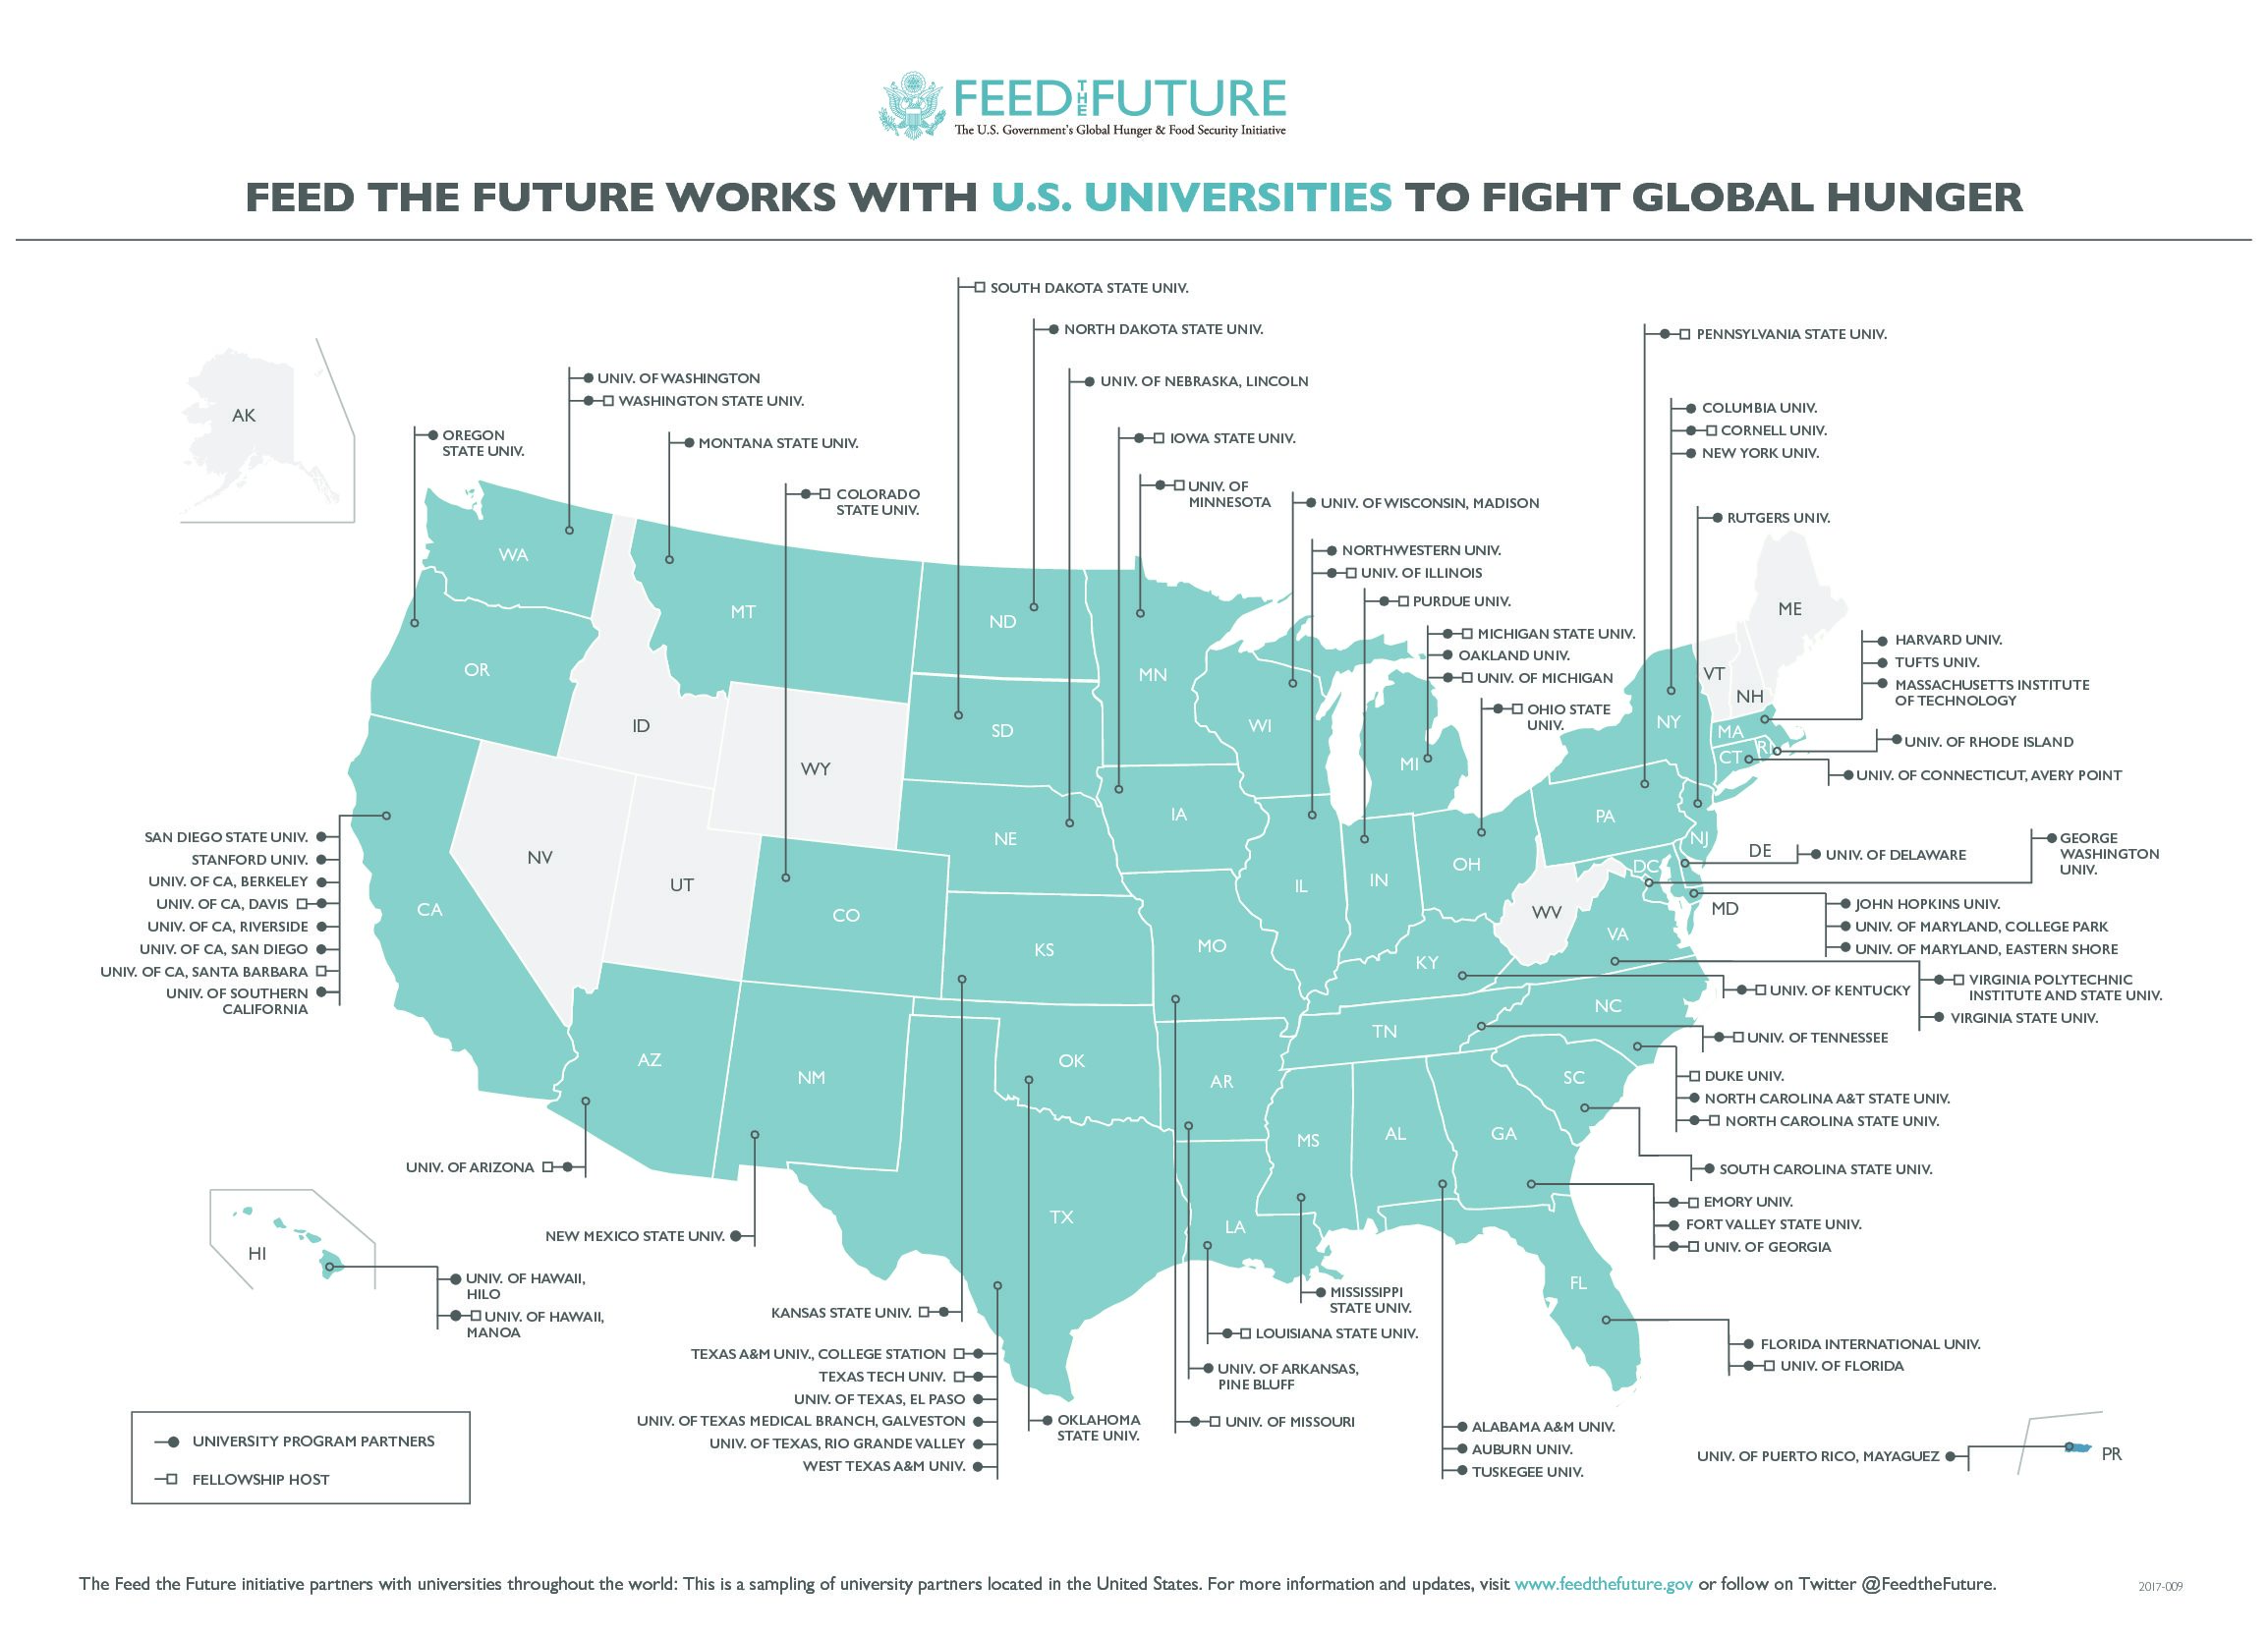 FEED THE FUTURE
The U.S. Government's Global Hunger & Food Security Initiative
FEED THE FUTURE WORKS WITH U.S. UNIVERSITIES TO FIGHT GLOBAL HUNGER
SOUTH DAKOTA STATE UNIV.
NORTH DAKOTA STATE UNIV.
PENNSYLVANIA STATE UNIV.
UNIV. OF WASHINGTON
WASHINGTON STATE UNIV.
UNIV. OF NEBRASKA, LINCOLN
COLUMBIA UNIV.
CORNELL UNIV.
NEW YORK UNIV.
AK
OREGON
STATE UNIV.
MONTANA STATE UNIV.
IOWA STATE UNIV.
COLORADO
STATE UNIV.
UNIV. OF
MINNESOTA
UNIV. OF WISCONSIN, MADISON
RUTGERS UNIV.
NORTHWESTERN UNIV.
UNIV. OF ILLINOIS
PURDUE UNIV.
MICHIGAN STATE UNIV.
OAKLAND UNIV.
UNIV. OF MICHIGAN
OHIO STATE
UNIV.
HARVARD UNIV.
TUFTS UNIV.
MASSACHUSETTS INSTITUTE
OF TECHNOLOGY
UNIV. OF RHODE ISLAND
UNIV. OF CONNECTICUT, AVERY POINT
WA
OR
MT
ID
WY
ND
SD
NE
MN
WI
IA
MI
NY
VT
NH
ME
MA
CT
RI
PA
NJ
DE
UNIV. OF DELAWARE
GEORGE
WASHINGTON
UNIV.
DC
MD
JOHN HOPKINS UNIV.
UNIV. OF MARYLAND, COLLEGE PARK
UNIV. OF MARYLAND, EASTERN SHORE
SAN DIEGO STATE UNIV.
STANFORD UNIV.
UNIV. OF CA, BERKELEY
UNIV. OF CA, DAVIS
UNIV. OF CA, RIVERSIDE
UNIV. OF CA, SAN DIEGO
UNIV. OF CA, SANTA BARBARA
UNIV. OF SOUTHERN
CALIFORNIA
CA
NV
UT
CO
KS
MO
IL
IN
OH
WV
VA
KY
VIRGINIA POLYTECHNIC
INSTITUTE AND STATE UNIV.
VIRGINIA STATE UNIV.
UNIV. OF KENTUCKY
UNIV. OF TENNESSEE
NC
TN
AZ
NM
OK
AR
SC
DUKE UNIV.
NORTH CAROLINA A&T STATE UNIV.
NORTH CAROLINA STATE UNIV.
SOUTH CAROLINA STATE UNIV.
MS
AL
GA
UNIV. OF ARIZONA
EMORY UNIV.
FORT VALLEY STATE UNIV.
UNIV. OF GEORGIA
TX
LA
NEW MEXICO STATE UNIV.
HI
UNIV. OF HAWAII,
HILO
UNIV. OF HAWAII,
MANOA
FL
KANSAS STATE UNIV.
MISSISSIPPI
STATE UNIV.
LOUISIANA STATE UNIV.
FLORIDA INTERNATIONAL UNIV.
UNIV. OF FLORIDA
TEXAS A&M UNIV., COLLEGE STATION
TEXAS TECH UNIV.
UNIV. OF TEXAS, EL PASO
UNIV. OF TEXAS MEDICAL BRANCH, GALVESTON
UNIV. OF TEXAS, RIO GRANDE VALLEY
WEST TEXAS A&M UNIV.
UNIV. OF ARKANSAS,
PINE BLUFF
OKLAHOMA
STATE UNIV.
UNIV. OF MISSOURI
ALABAMA A&M UNIV.
AUBURN UNIV.
TUSKEGEE UNIV.
UNIV. OF PUERTO RICO, MAYAGUEZ
PR
UNIVERSITY PROGRAM PARTNERS
FELLOWSHIP HOST
The Feed the Future initiative partners with universities throughout the world: This is a sampling of university partners located in the United States. For more information and updates, visit www.feedthefuture.gov or follow on Twitter @FeedtheFuture.
2017-009